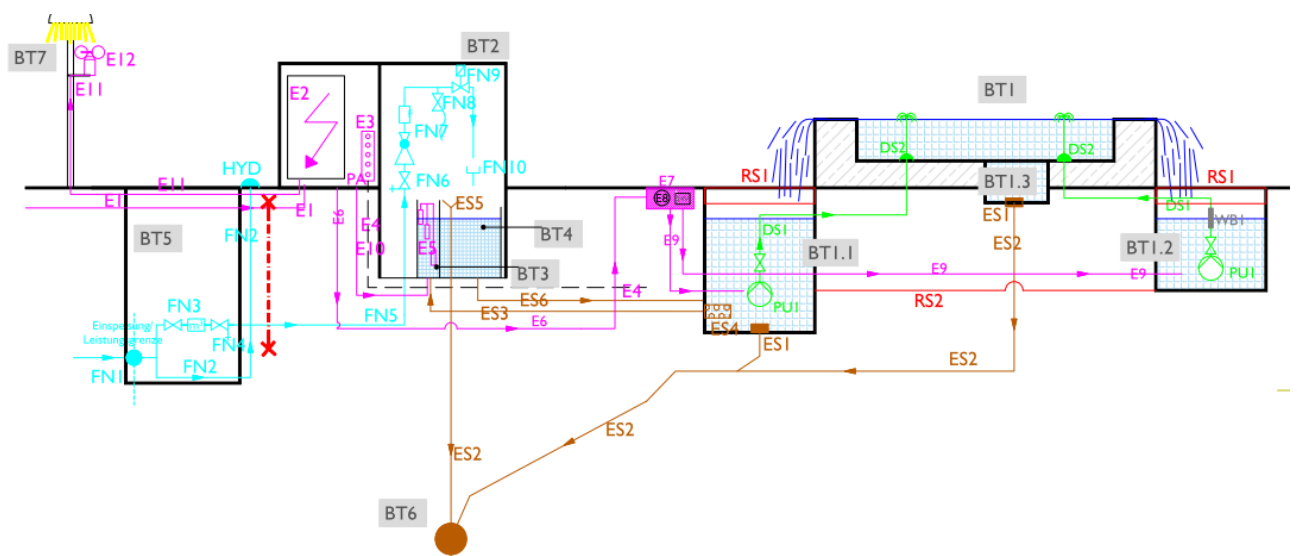 BT7
E12
E11
BT2
FN9
FN8
E2
E3
FN7
BT1
DS2
DS2
HYD
PA
FN6
FN10
E7
E8
RS1
BT1.3
RS1
E11
E1
E1
E6
E4
E10
ES5
ES1
DS1
WB1
BT5
FN2
E5
BT4
E9
DS1
BT1.1
ES2
BT1.2
BT3
E9
E9
PU1
PU1
E4
ES6
RS2
FN3
m³
FN5
ES3
E6
E6
ES4
Einspeisung/
Leistungsgrenze
FN4
ES1
FN1
FN2
ES2
ES2
ES2
BT6